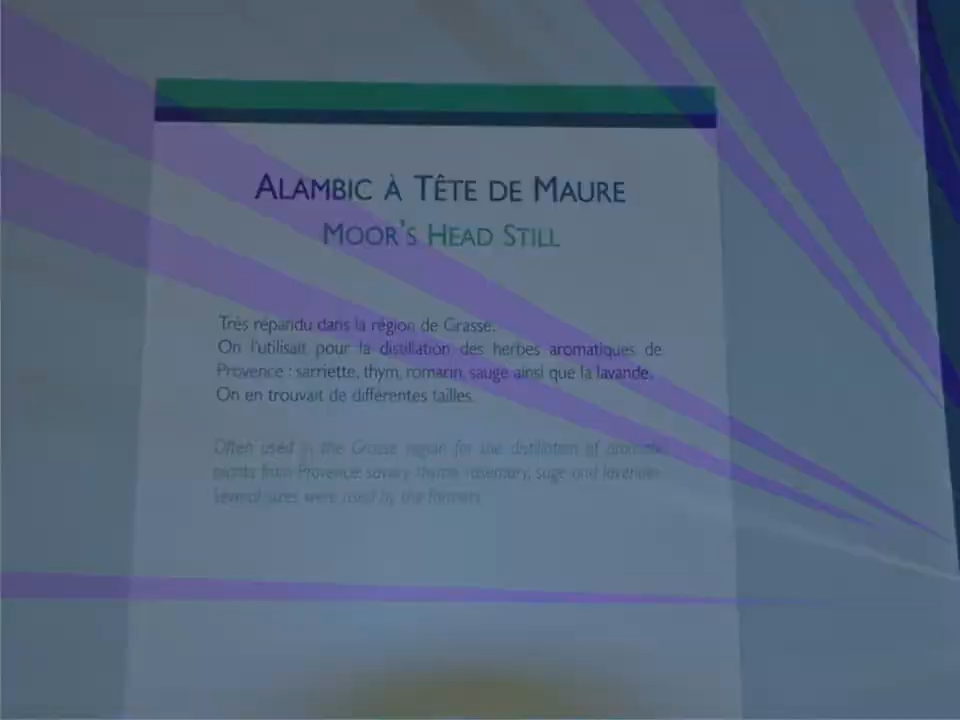 ALAMBIC À TÊTE DE MAURE
MOOR'S HEAD STILL
Très répandu dans la région de Grasse.
On l'utilisait pour la distillation des herbes aromatiques de
Provence : sarriette, thym, romarin, sauge ainsi que la lavande.
On en trouvait de différentes tailles.
Often used in the Grasse region for the distillation of aromatic
plants from Provence: savory, thyme, rosemary, sage and lavender.
Several sizes were used by the farmers.